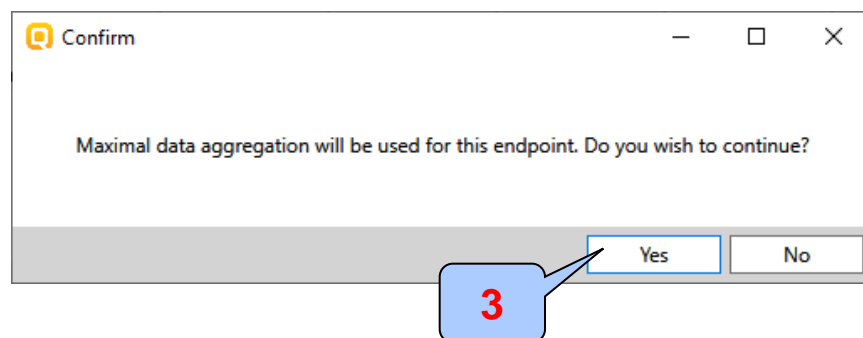 Confirm
Maximal data aggregation will be used for this endpoint. Do you wish to continue?
Yes No
3